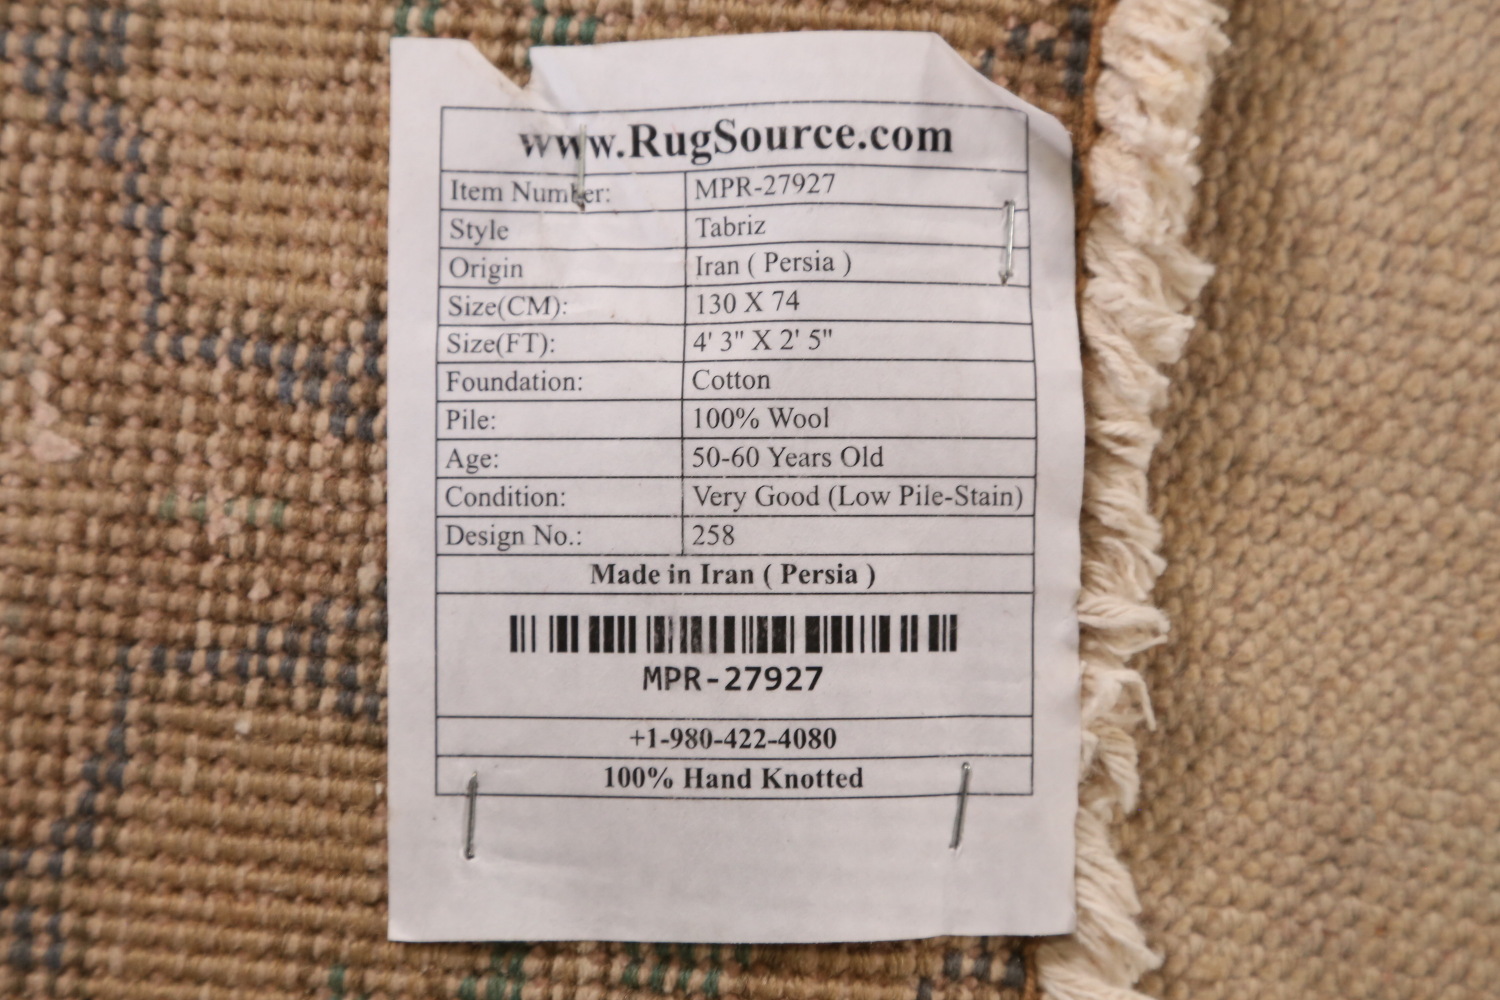 www.RugSource.com
Item Number: MPR-27927
Style Tabriz
Origin Iran ( Persia )
Size(CM): 130 X 74
Size(FT): 4' 3" X 2' 5"
Foundation: Cotton
Pile: 100% Wool
Age: 50-60 Years Old
Condition: Very Good (Low Pile-Stain)
Design No.: 258
Made in Iran ( Persia )
MPR-27927
+1-980-422-4080
100% Hand Knotted